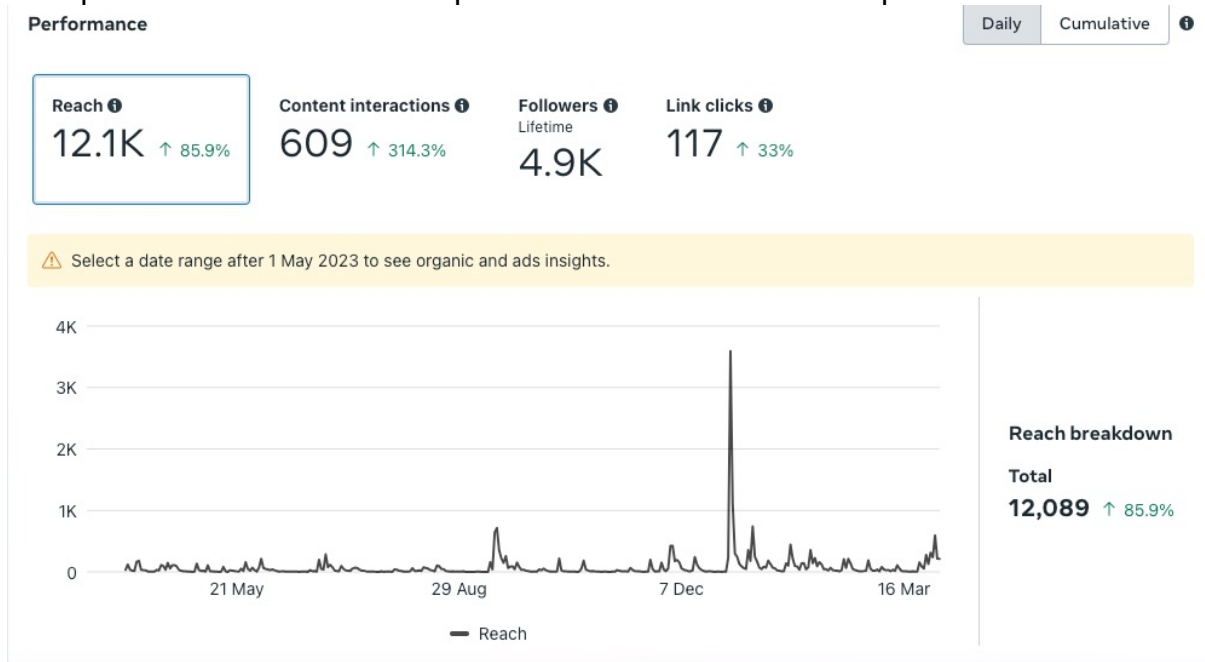 Performance
Daily Cumulative
Reach
12.1K ↑ 85.9%
Content interactions
609 ↑ 314.3%
Followers
Lifetime
4.9K
Link clicks
117 ↑ 33%
Select a date range after 1 May 2023 to see organic and ads insights.
4K
3K
2K
1K
0
21 May 29 Aug 7 Dec 16 Mar
Reach
Reach breakdown
Total
12,089 ↑ 85.9%